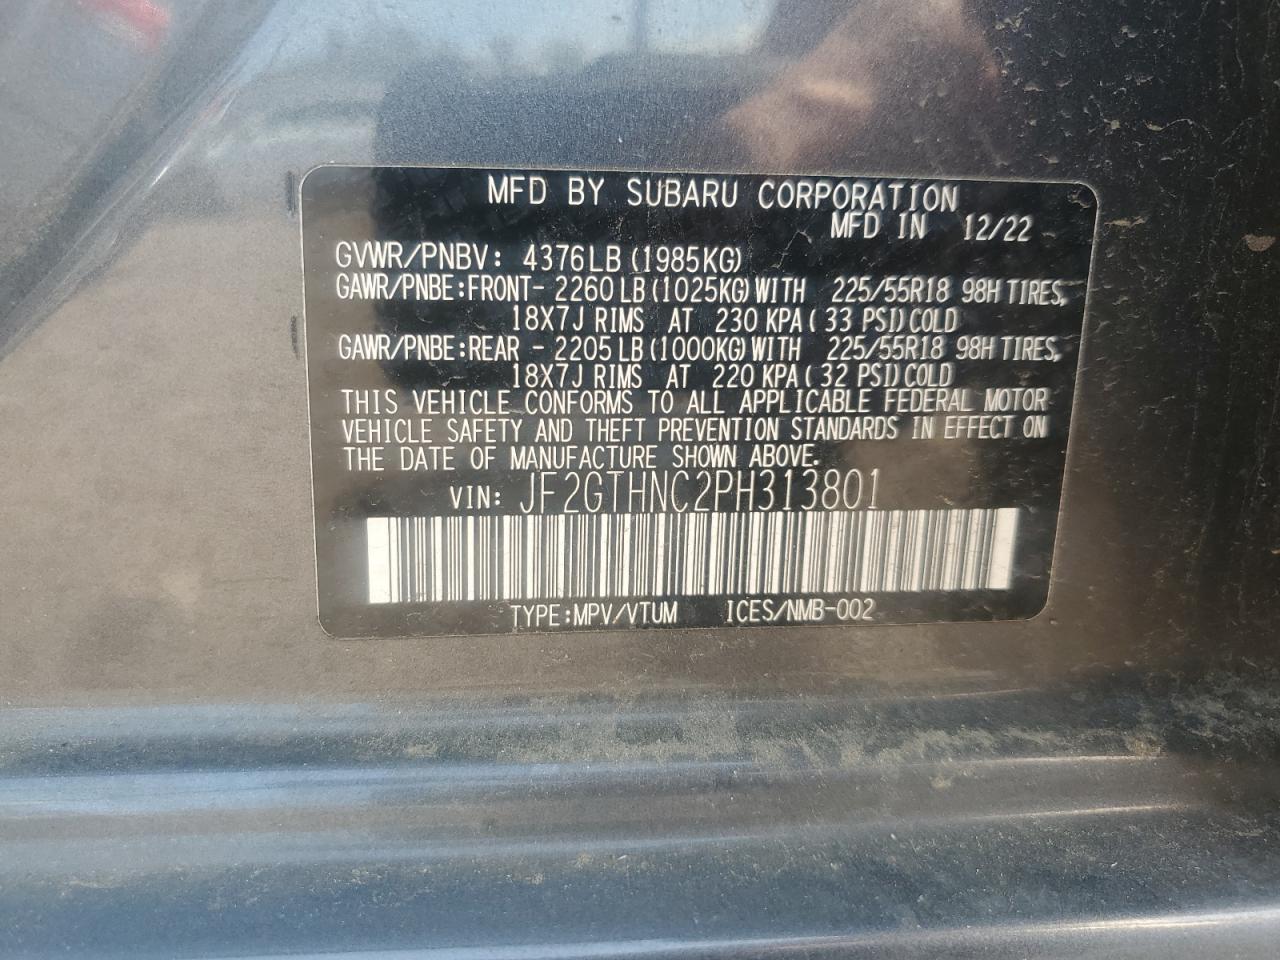 MFD BY SUBARU CORPORATION
MFD IN 12/22
GVWR/PNBV: 4376LB (1985KG)
GAWR/PNBE:FRONT- 2260 LB (1025KG) WITH 225/55R18 98H TIRES,
18X7J RIMS AT 230 KPA ( 33 PSI) COLD
GAWR/PNBE:REAR - 2205 LB (1000KG) WITH 225/55R18 98H TIRES,
18X7J RIMS AT 220 KPA ( 32 PSI) COLD
THIS VEHICLE CONFORMS TO ALL APPLICABLE FEDERAL MOTOR
VEHICLE SAFETY AND THEFT PREVENTION STANDARDS IN EFFECT ON
THE DATE OF MANUFACTURE SHOWN ABOVE.
VIN: JF2GTHNC2PH313801
TYPE:MPV/VTUM ICES/NMB-002